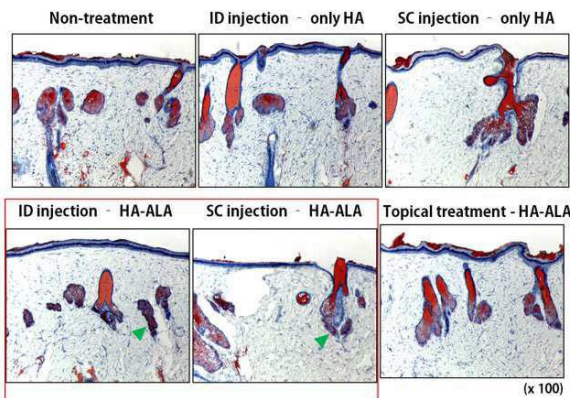 Non-treatment
ID injection - only HA
SC injection - only HA
ID injection - HA-ALA
SC injection - HA-ALA
Topical treatment - HA-ALA
(x 100)